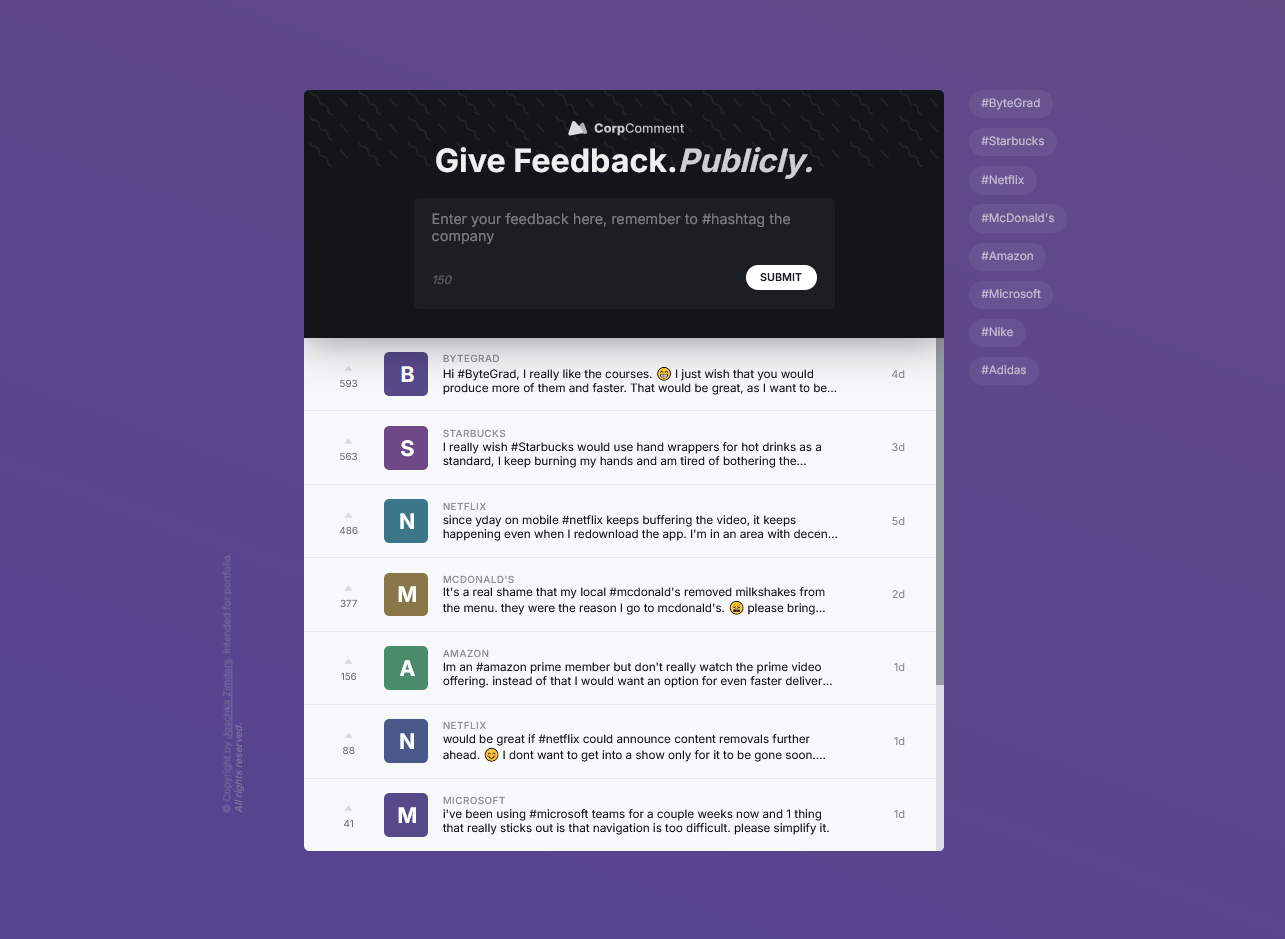 CorpComment
Give Feedback. Publicly.
Enter your feedback here, remember to #hashtag the
company
150
SUBMIT
593
B
BYTEGRAD
Hi #ByteGrad, I really like the courses. 😁 I just wish that you would
produce more of them and faster. That would be great, as I want to be...
4d
563
S
STARBUCKS
I really wish #Starbucks would use hand wrappers for hot drinks as a
standard, I keep burning my hands and am tired of bothering the...
3d
486
N
NETFLIX
since yday on mobile #netflix keeps buffering the video, it keeps
happening even when I redownload the app. I'm in an area with decen...
5d
377
M
MCDONALD'S
It's a real shame that my local #mcdonald's removed milkshakes from
the menu. they were the reason I go to mcdonald's. 😩 please bring...
2d
156
A
AMAZON
Im an #amazon prime member but don't really watch the prime video
offering. instead of that I would want an option for even faster deliver...
1d
88
N
NETFLIX
would be great if #netflix could announce content removals further
ahead. 😊 I dont want to get into a show only for it to be gone soon....
1d
41
M
MICROSOFT
i've been using #microsoft teams for a couple weeks now and 1 thing
that really sticks out is that navigation is too difficult. please simplify it.
1d
#ByteGrad
#Starbucks
#Netflix
#McDonald's
#Amazon
#Microsoft
#Nike
#Adidas
© Copyright by Joschka Zimdars. Intended for portfolio.
All rights reserved.